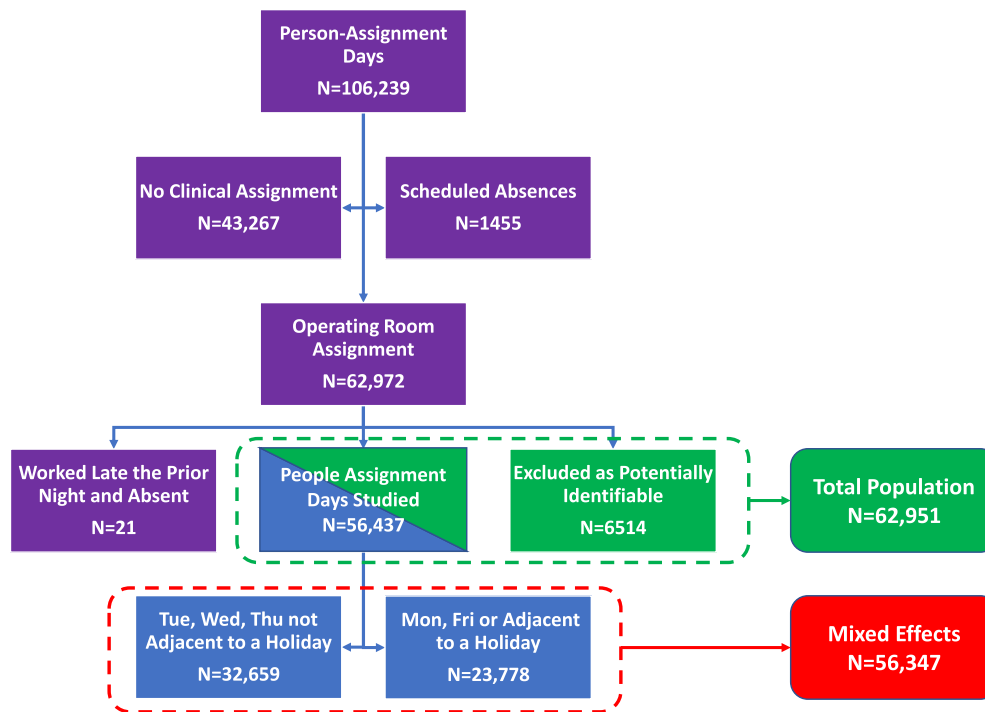 Person-Assignment
Days
N=106,239
No Clinical Assignment
N=43,267
Scheduled Absences
N=1455
Operating Room
Assignment
N=62,972
Worked Late the Prior
Night and Absent
N=21
People Assignment
Days Studied
N=56,437
Excluded as Potentially
Identifiable
N=6514
Total Population
N=62,951
Tue, Wed, Thu not
Adjacent to a Holiday
N=32,659
Mon, Fri or Adjacent
to a Holiday
N=23,778
Mixed Effects
N=56,347